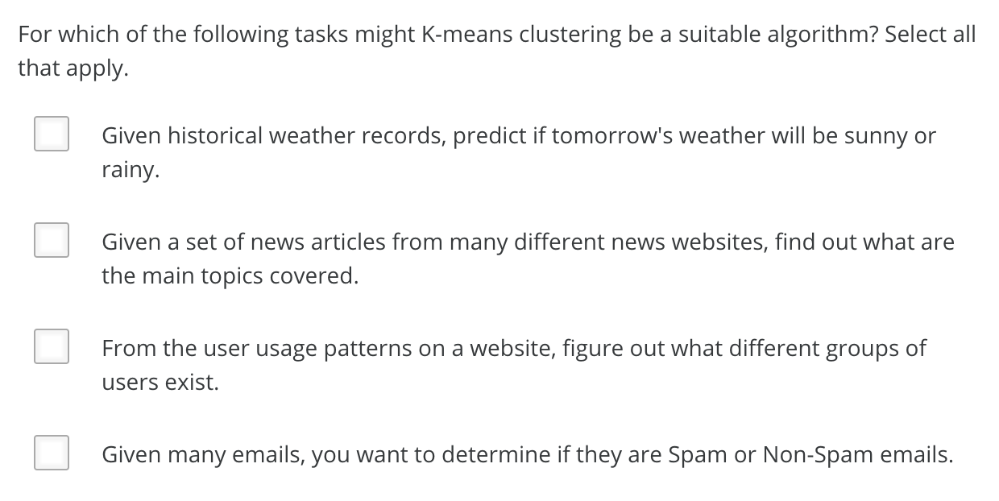 For which of the following tasks might K-means clustering be a suitable algorithm? Select all
that apply.
Given historical weather records, predict if tomorrow's weather will be sunny or
rainy.
Given a set of news articles from many different news websites, find out what are
the main topics covered.
From the user usage patterns on a website, figure out what different groups of
users exist.
Given many emails, you want to determine if they are Spam or Non-Spam emails.